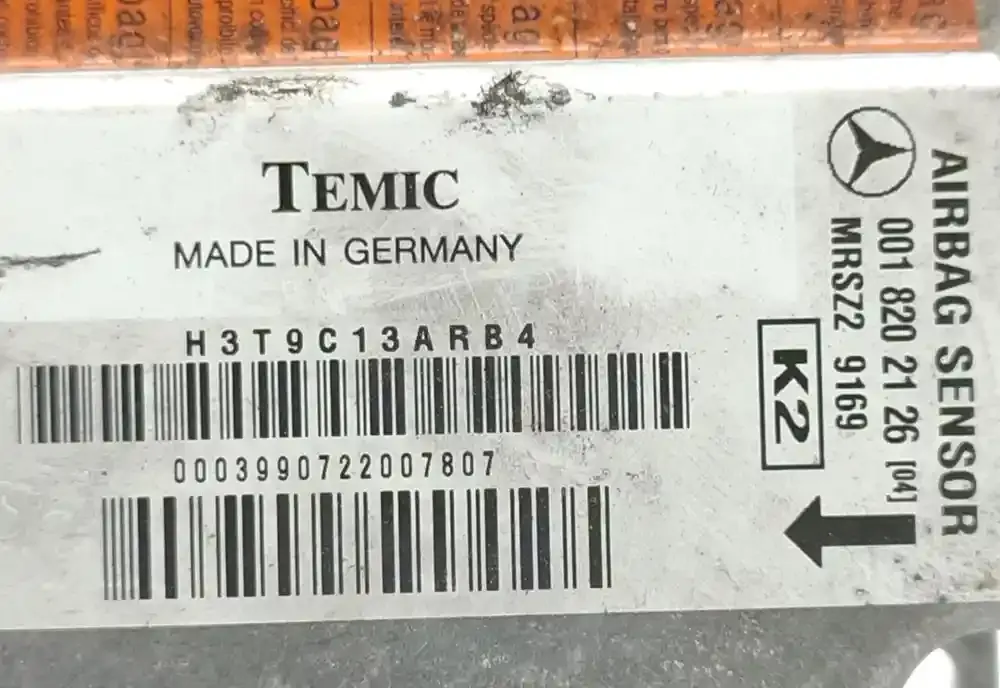 TEMIC
MADE IN GERMANY
H3T9C13ARB4
0003990722007807
AIRBAG SENSOR
001 820 21 26 [04]
MRSZ2 9169
K2